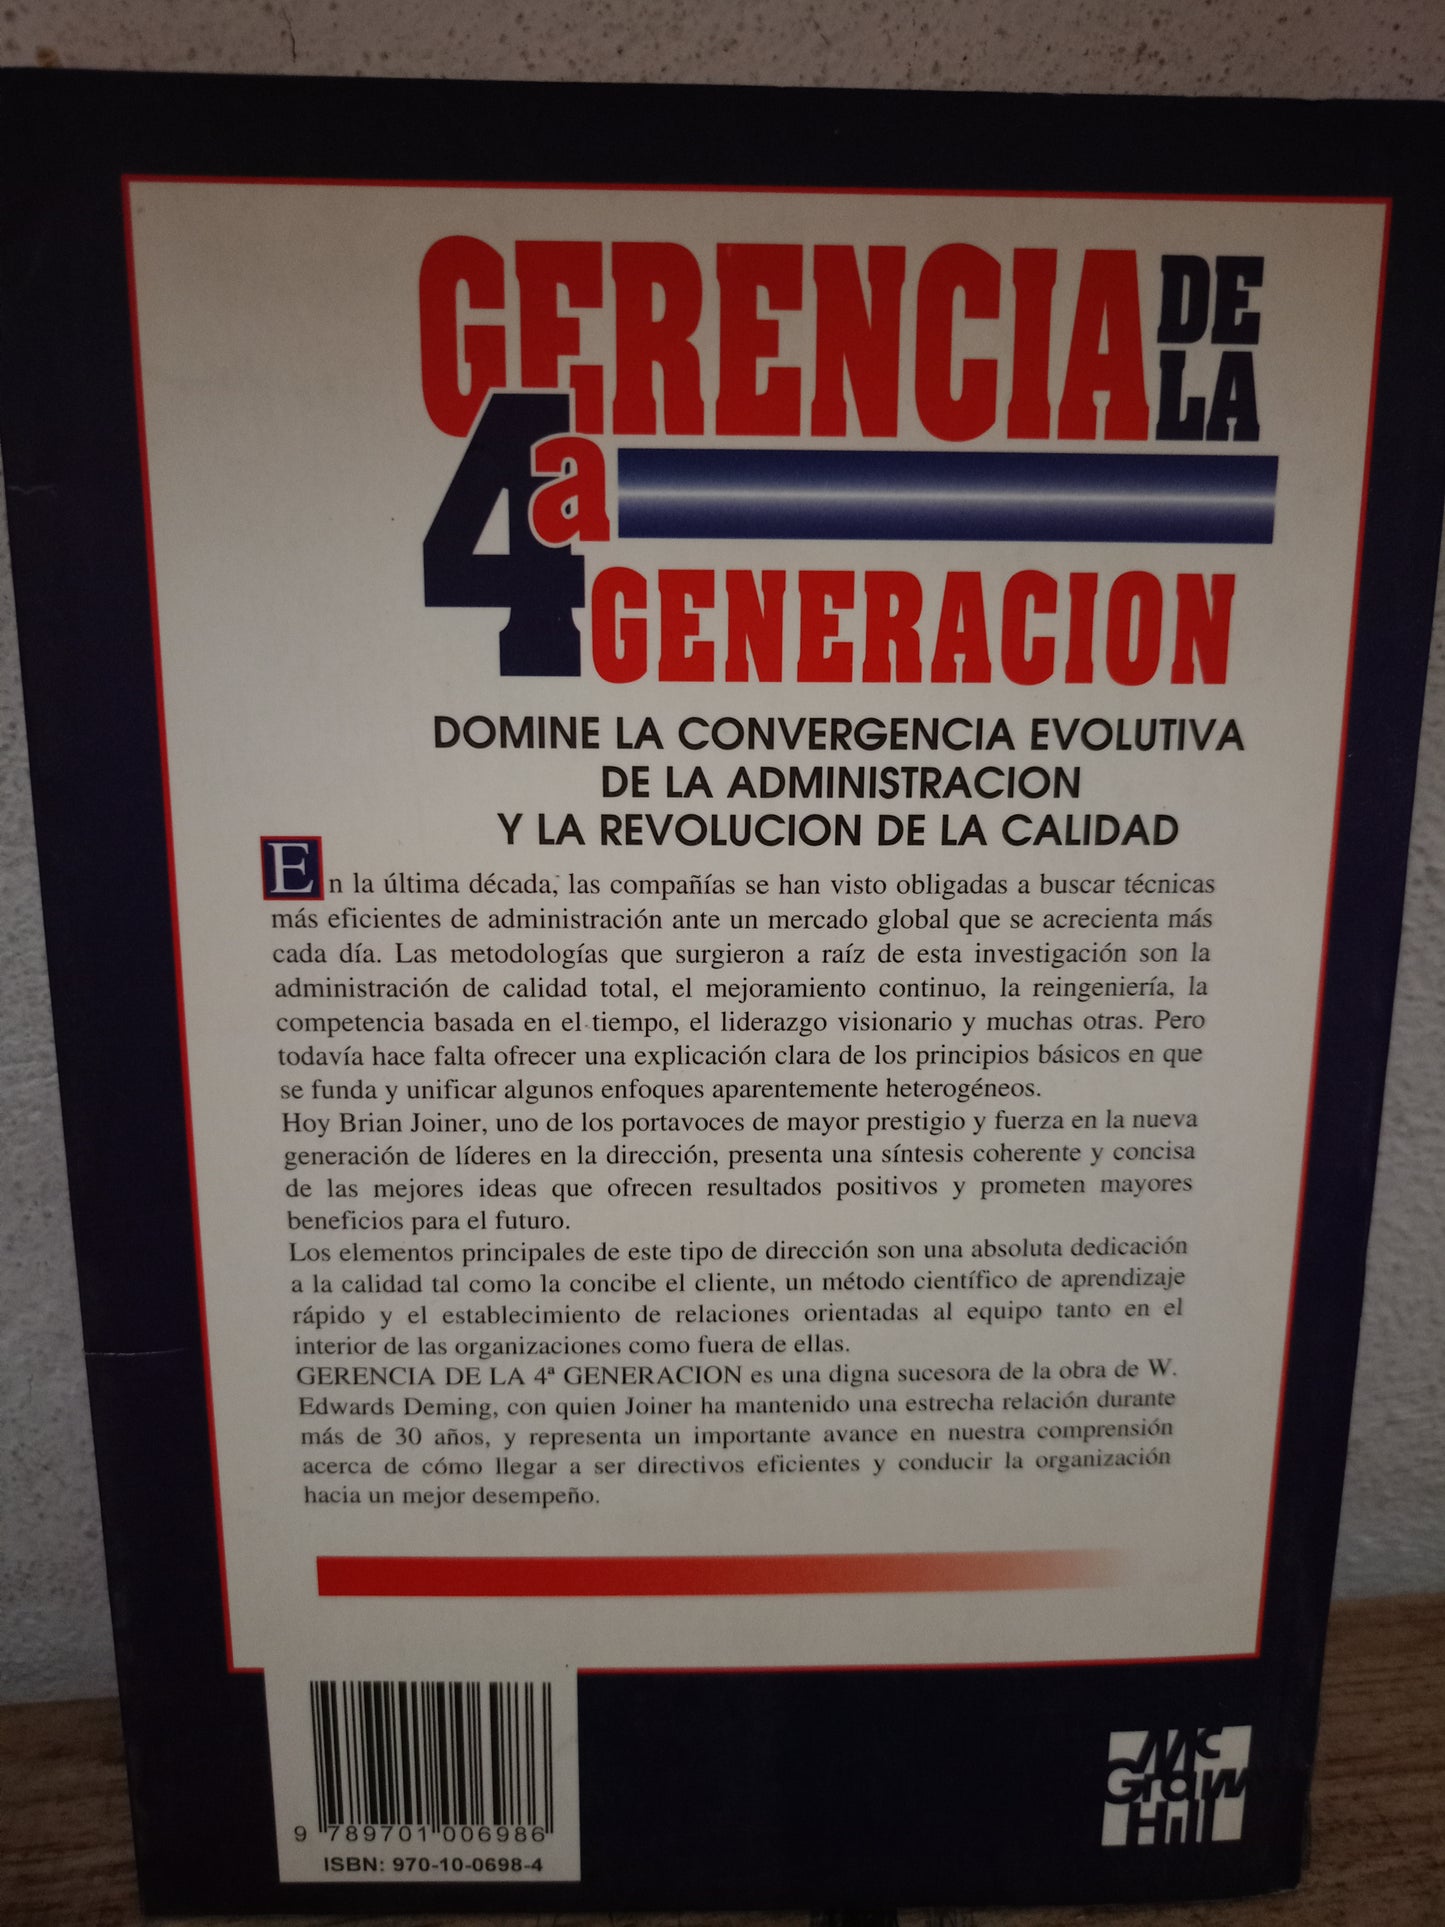 GERENCIA DE LA
4a
GENERACION
DOMINE LA CONVERGENCIA EVOLUTIVA
DE LA ADMINISTRACION
Y LA REVOLUCION DE LA CALIDAD
En la última década, las compañías se han visto obligadas a buscar técnicas
más eficientes de administración ante un mercado global que se acrecienta más
cada día. Las metodologías que surgieron a raíz de esta investigación son la
administración de calidad total, el mejoramiento continuo, la reingeniería, la
competencia basada en el tiempo, el liderazgo visionario y muchas otras. Pero
todavía hace falta ofrecer una explicación clara de los principios básicos en que
se funda y unificar algunos enfoques aparentemente heterogéneos.
Hoy Brian Joiner, uno de los portavoces de mayor prestigio y fuerza en la nueva
generación de líderes en la dirección, presenta una síntesis coherente y concisa
de las mejores ideas que ofrecen resultados positivos y prometen mayores
beneficios para el futuro.
Los elementos principales de este tipo de dirección son una absoluta dedicación
a la calidad tal como la concibe el cliente, un método científico de aprendizaje
rápido y el establecimiento de relaciones orientadas al equipo tanto en el
interior de las organizaciones como fuera de ellas.
GERENCIA DE LA 4ª GENERACION es una digna sucesora de la obra de W.
Edwards Deming, con quien Joiner ha mantenido una estrecha relación durante
más de 30 años, y representa un importante avance en nuestra comprensión
acerca de cómo llegar a ser directivos eficientes y conducir la organización
hacia un mejor desempeño.
9 789701 006986
ISBN: 970-10-0698-4
Mc
Graw
Hill